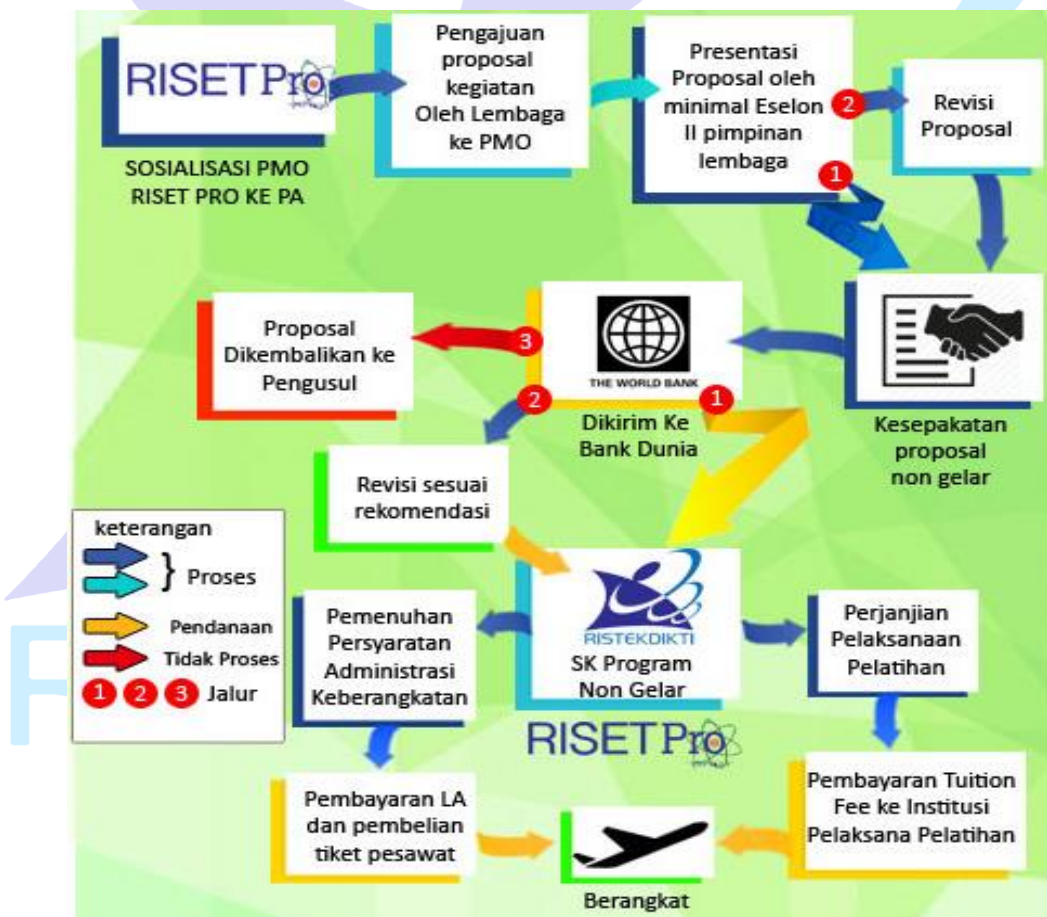 RISETPro
SOSIALISASI PMO
RISET PRO KE PA
Pengajuan
proposal
kegiatan
Oleh Lembaga
ke PMO
Presentasi
Proposal oleh
minimal Eselon
II pimpinan
lembaga
2
1
Revisi
Proposal
Kesepakatan
proposal
non gelar
THE WORLD BANK
3
2
1
Dikirim Ke
Bank Dunia
Proposal
Dikembalikan ke
Pengusul
Revisi sesuai
rekomendasi
keterangan
Proses
Pendanaan
Tidak Proses
1 2 3 Jalur
RISTEKDIKTI
SK Program
Non Gelar
RISETPro
Pemenuhan
Persyaratan
Administrasi
Keberangkatan
Perjanjian
Pelaksanaan
Pelatihan
Pembayaran LA
dan pembelian
tiket pesawat
Pembayaran Tuition
Fee ke Institusi
Pelaksana Pelatihan
Berangkat